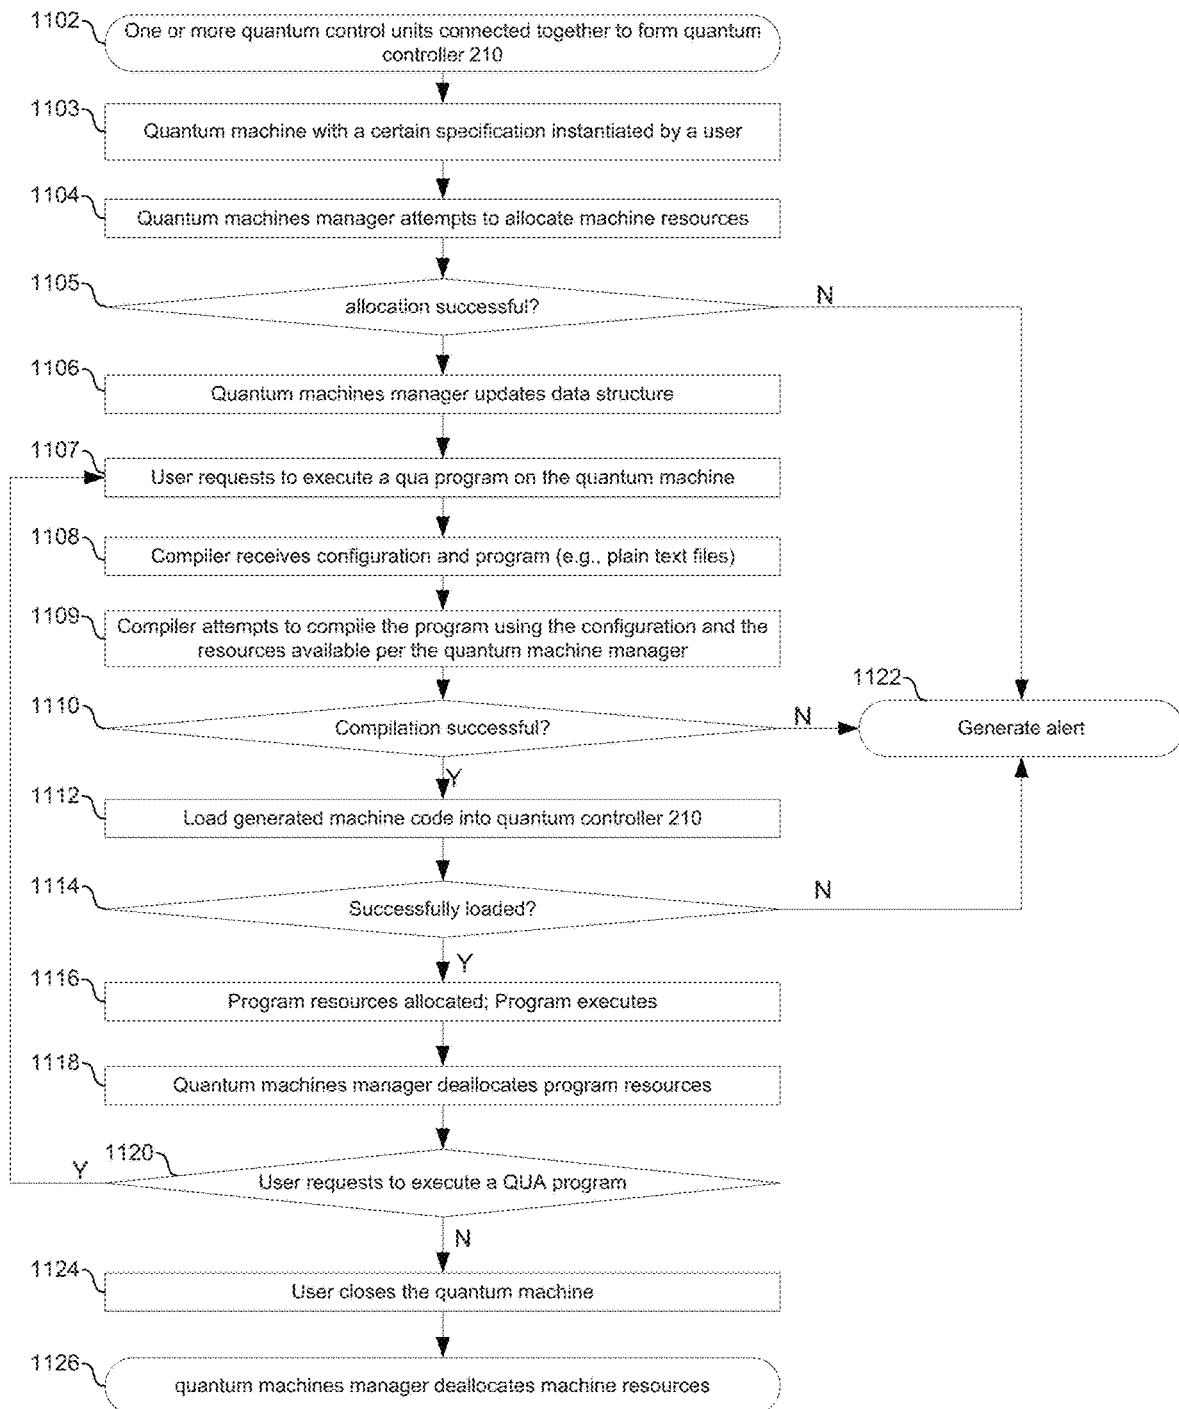 1102
One or more quantum control units connected together to form quantum
controller 210
1103
Quantum machine with a certain specification instantiated by a user
1104
Quantum machines manager attempts to allocate machine resources
1105
allocation successful?
N
1106
Quantum machines manager updates data structure
1107
User requests to execute a qua program on the quantum machine
1108
Compiler receives configuration and program (e.g., plain text files)
1109
Compiler attempts to compile the program using the configuration and the
resources available per the quantum machine manager
1110
Compilation successful?
N
1122
Generate alert
Y
1112
Load generated machine code into quantum controller 210
1114
Successfully loaded?
N
Y
1116
Program resources allocated; Program executes
1118
Quantum machines manager deallocates program resources
1120
Y
User requests to execute a QUA program
N
1124
User closes the quantum machine
1126
quantum machines manager deallocates machine resources